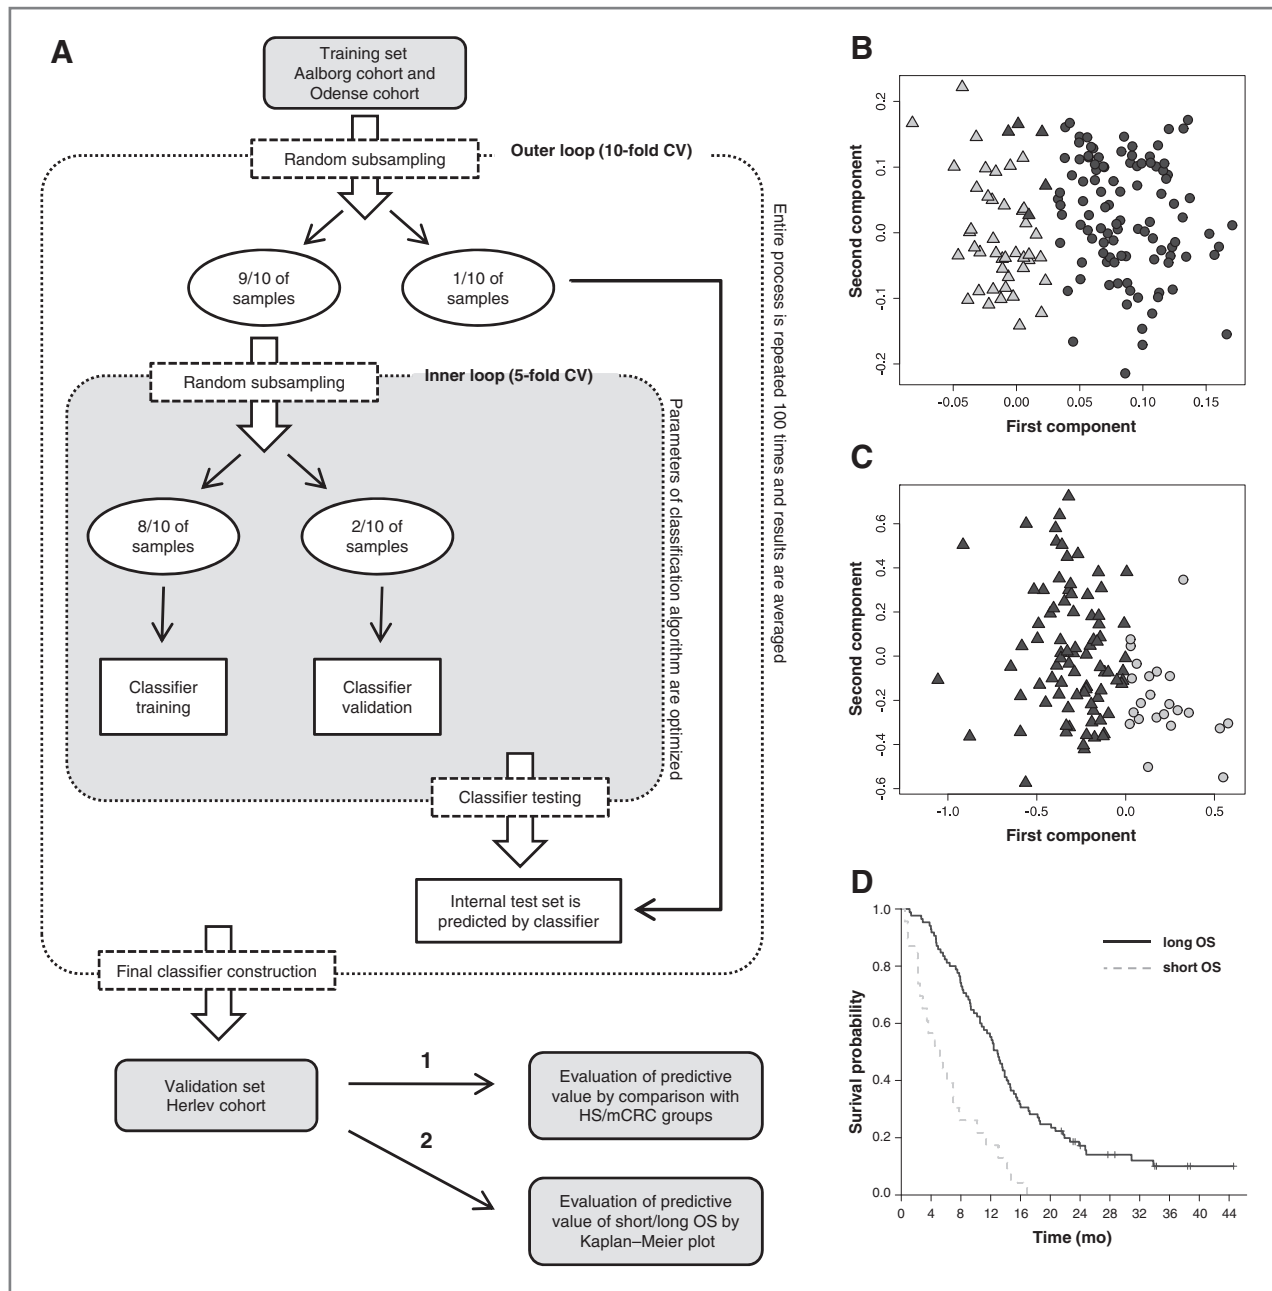 A
Training set
Aalborg cohort and
Odense cohort
Random subsampling
Outer loop (10-fold CV)
9/10 of
samples
1/10 of
samples
Random subsampling
Inner loop (5-fold CV)
8/10 of
samples
2/10 of
samples
Classifier
training
Classifier
validation
Parameters of classification algorithm are optimized
Entire process is repeated 100 times and results are averaged
Classifier testing
Internal test set is
predicted by classifier
Final classifier construction
Validation set
Herlev cohort
1
Evaluation of predictive
value by comparison with
HS/mCRC groups
2
Evaluation of predictive
value of short/long OS by
Kaplan–Meier plot
B
Second component
0.2
0.1
0.0
-0.1
-0.2
-0.05 0.00 0.05 0.10 0.15
First component
C
Second component
0.6
0.4
0.2
0.0
-0.2
-0.4
-0.6
-1.0 -0.5 0.0 0.5
First component
D
Surival probability
1.0
0.8
0.6
0.4
0.2
0.0
long OS
short OS
0 4 8 12 16 20 24 28 32 36 40 44
Time (mo)